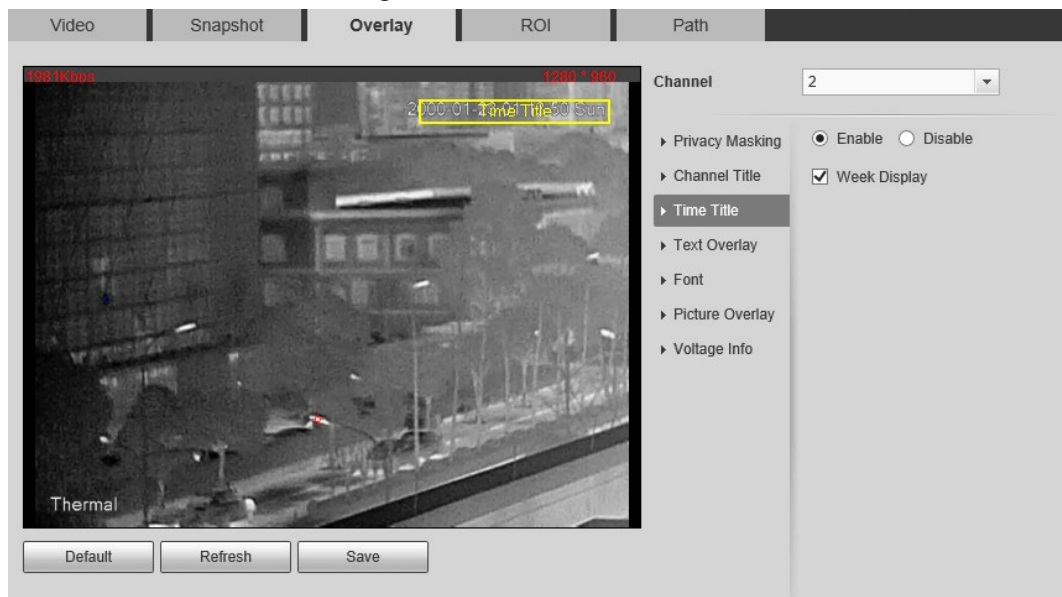 Video Snapshot Overlay ROI Path
1981Kbps 1280 * 960
Time Title
Thermal
Default Refresh Save
Channel 2
Privacy Masking
Channel Title
Time Title
Text Overlay
Font
Picture Overlay
Voltage Info
Enable Disable
Week Display